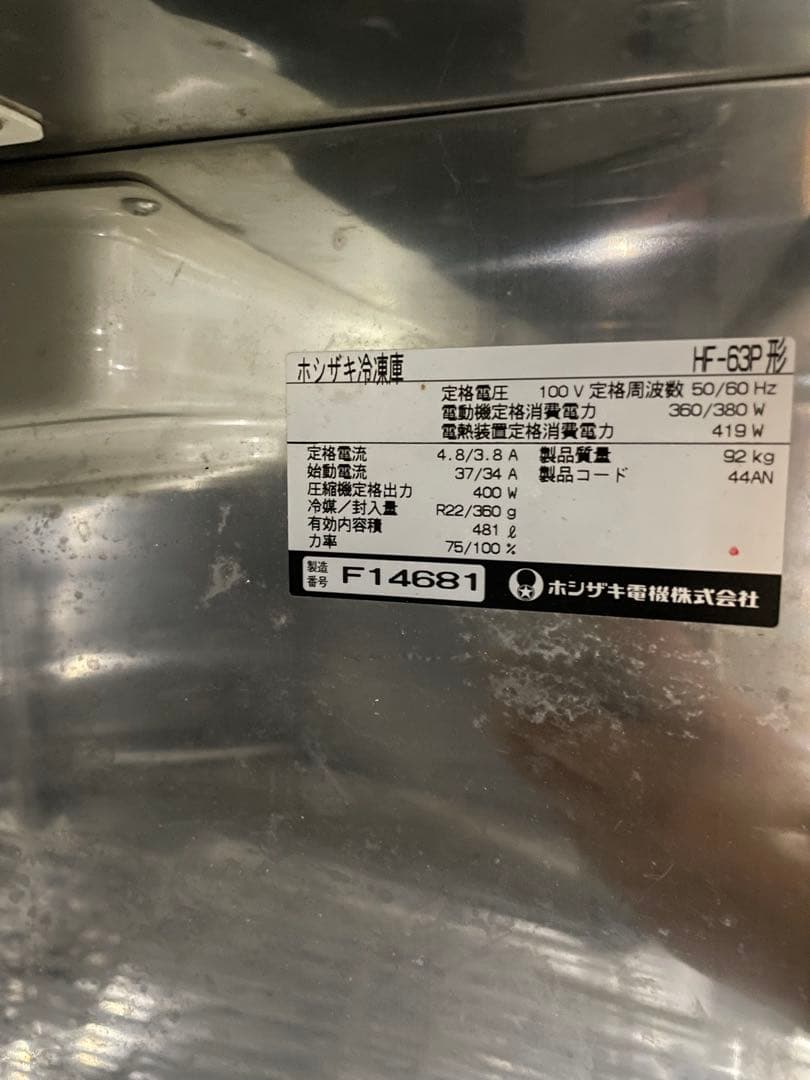 ホシザキ冷凍庫 HF-63P形
定格電圧 100 V 定格周波数 50/60 Hz
電動機定格消費電力 360/380 W
電熱装置定格消費電力 419 W
定格電流 4.8/3.8 A 製品質量 92 kg
始動電流 37/34 A 製品コード 44AN
圧縮機定格出力 400 W
冷媒/封入量 R22/360 g
有効内容積 481 ℓ
力率 75/100 %
製造番号 F14681 ホシザキ電機株式会社